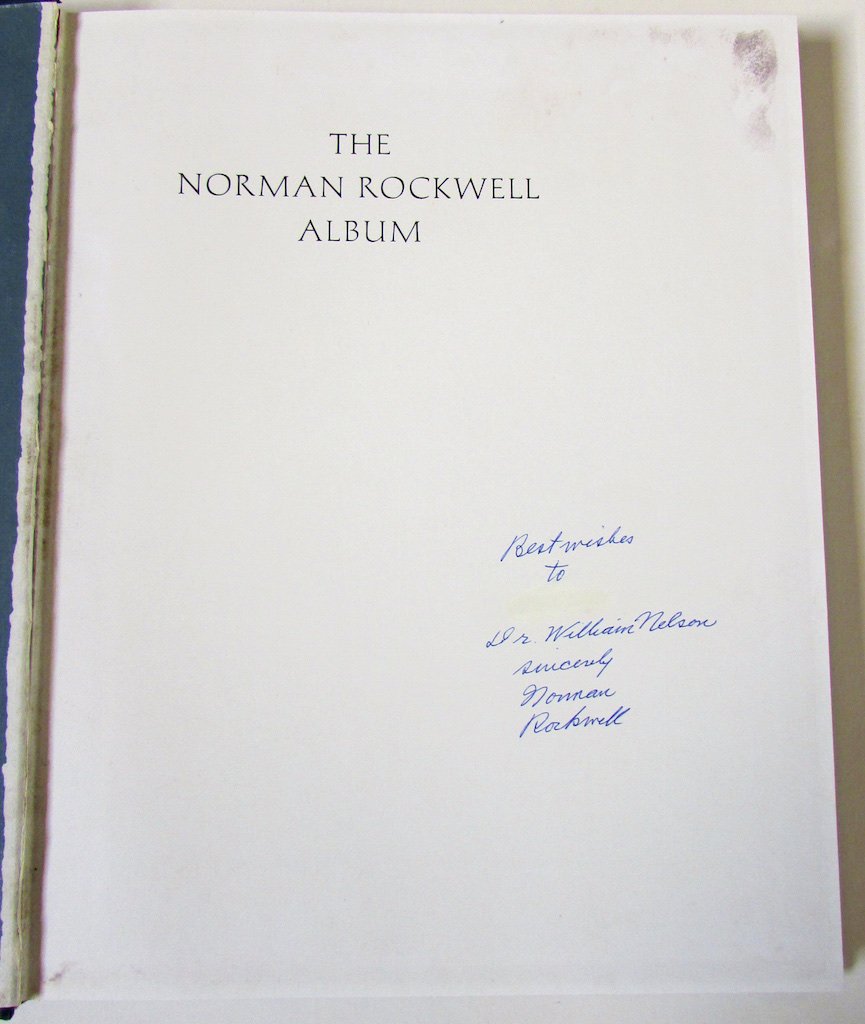 THE
NORMAN ROCKWELL
ALBUM
Best wishes
to
Dr. William Nelson
sincerely
Norman
Rockwell